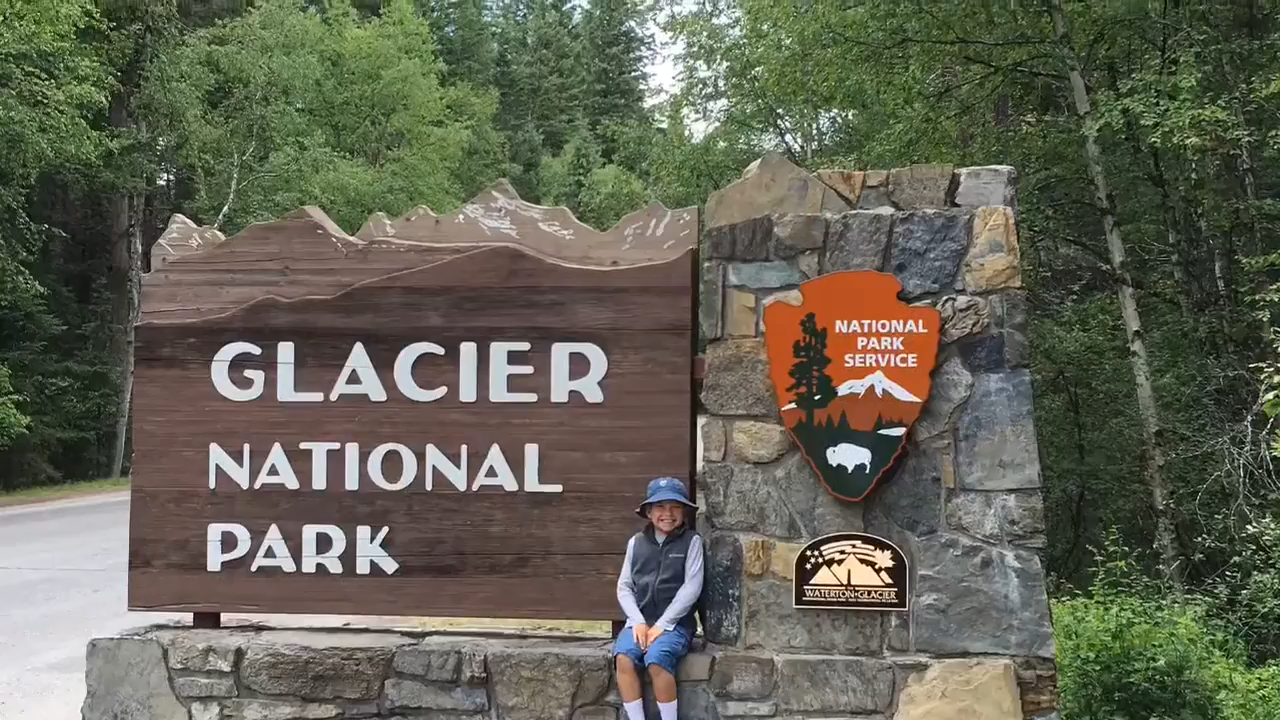 GLACIER
NATIONAL
PARK
NATIONAL
PARK
SERVICE
WATERTON-GLACIER